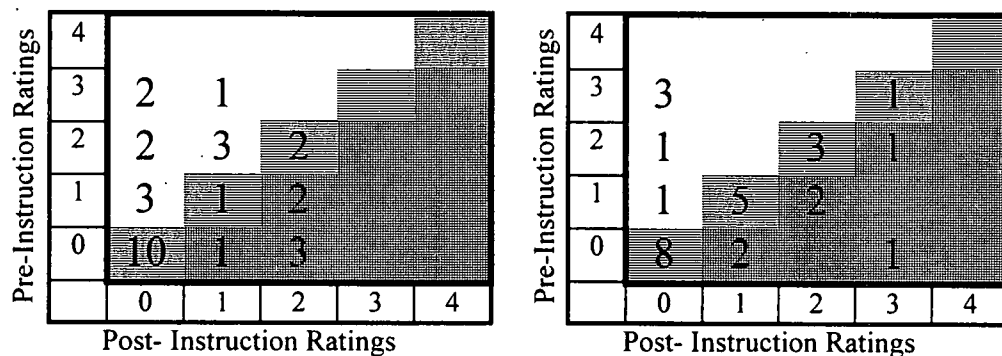 Pre-Instruction Ratings
4
3 2 1
2 2 3 2
1 3 1 2
0 10 1 3
0 1 2 3 4
Post- Instruction Ratings
Pre-Instruction Ratings
4
3 3 1
2 1 3 1
1 1 5 2
0 8 2 1
0 1 2 3 4
Post- Instruction Ratings